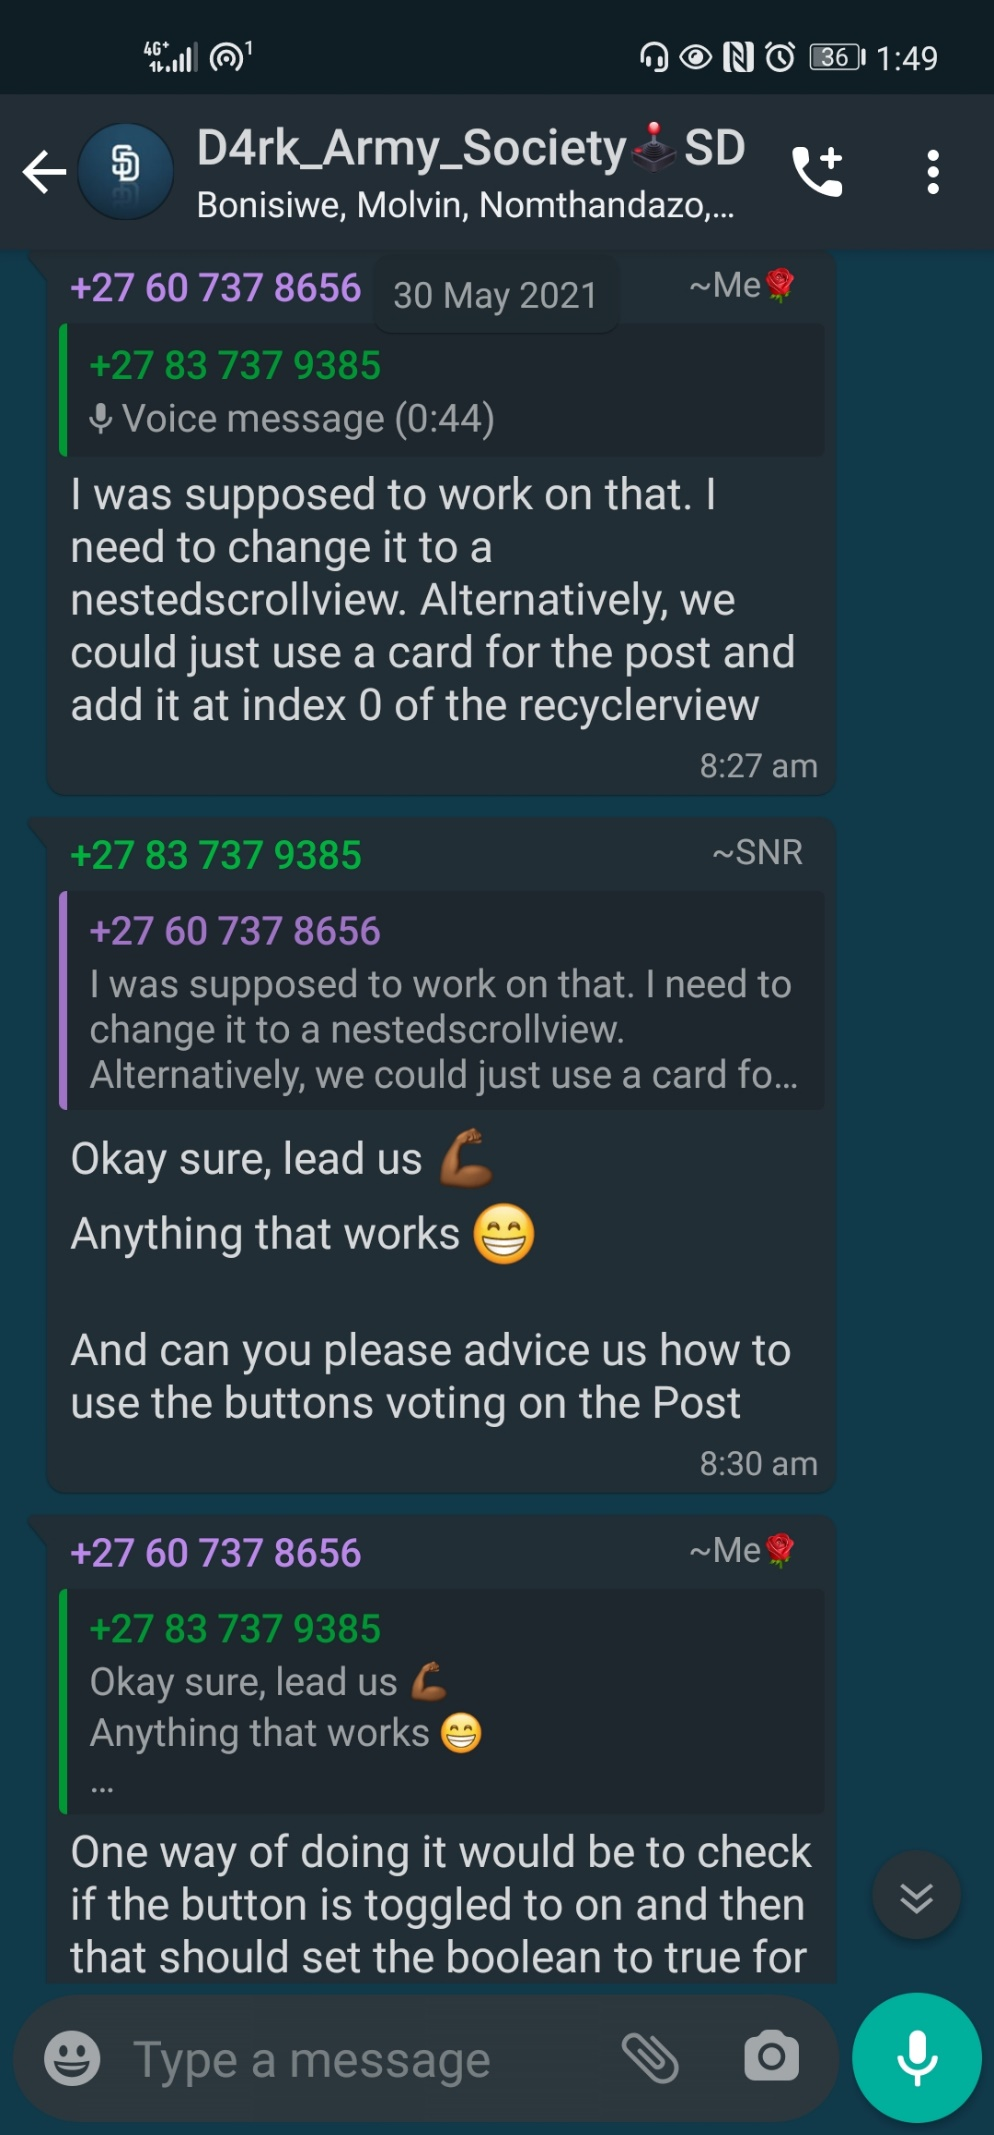 4G+ 1 36 1:49
D4rk_Army_Society🕹️SD
Bonisiwe, Molvin, Nomthandazo,...
30 May 2021
+27 60 737 8656 ~Me🌹
+27 83 737 9385
Voice message (0:44)
I was supposed to work on that. I
need to change it to a
nestedscrollview. Alternatively, we
could just use a card for the post and
add it at index 0 of the recyclerview
8:27 am
+27 83 737 9385 ~SNR
+27 60 737 8656
I was supposed to work on that. I need to
change it to a nestedscrollview.
Alternatively, we could just use a card fo...
Okay sure, lead us 💪🏾
Anything that works 😁
And can you please advice us how to
use the buttons voting on the Post
8:30 am
+27 60 737 8656 ~Me🌹
+27 83 737 9385
Okay sure, lead us 💪🏾
Anything that works 😁
...
One way of doing it would be to check
if the button is toggled to on and then
that should set the boolean to true for
Type a message